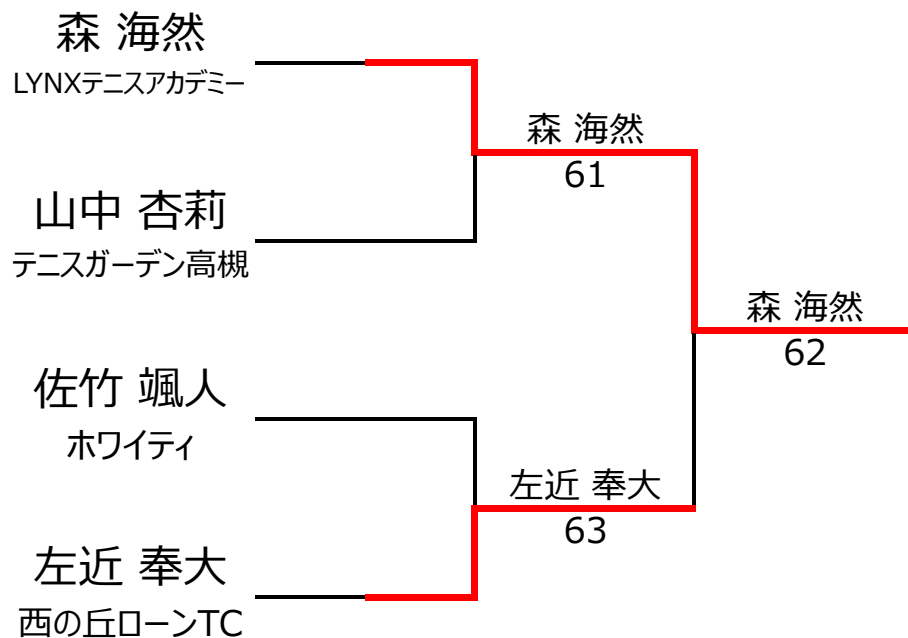 森 海然
LYNXテニスアカデミー
森 海然
61
山中 杏莉
テニスガーデン高槻
森 海然
62
佐竹 颯人
ホワイティ
左近 奉大
63
左近 奉大
西の丘ローンTC